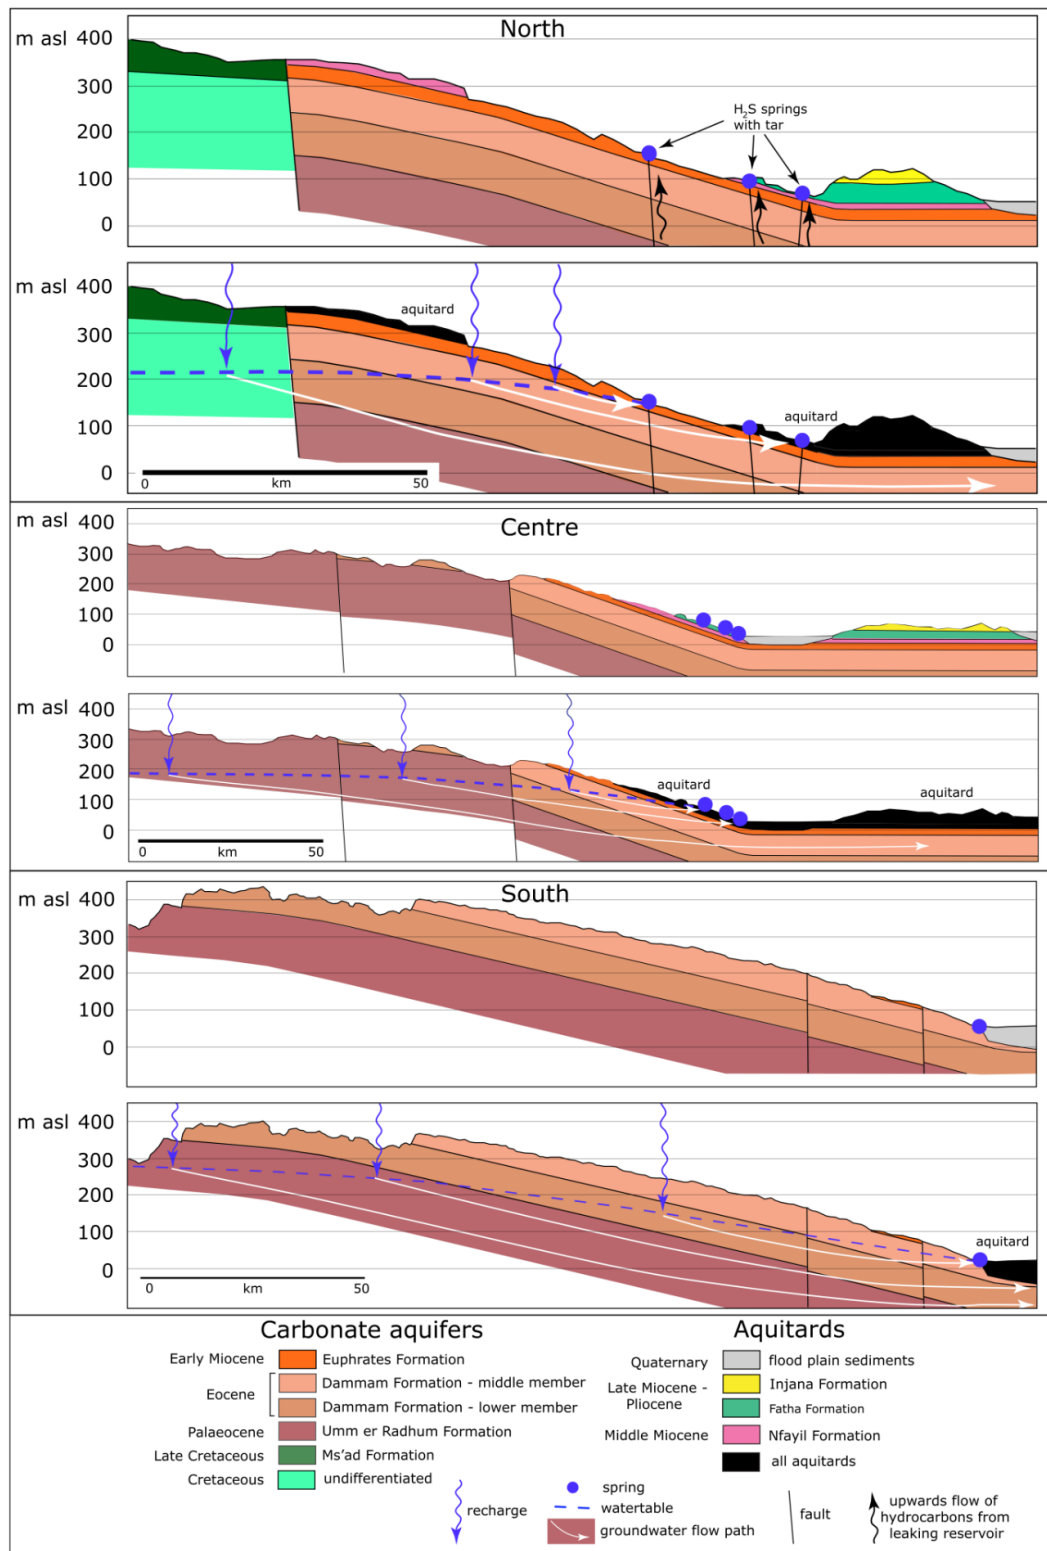 North
m asl
400
300
200
100
0
H₂S springs
with tar
m asl
400
300
200
100
0
aquitard
aquitard
0
km
50
Centre
m asl
400
300
200
100
0
m asl
400
300
200
100
0
aquitard
aquitard
0
km
50
South
m asl
400
300
200
100
0
m asl
400
300
200
100
0
aquitard
0
km
50
Carbonate aquifers
Early Miocene
Euphrates Formation
Eocene
Dammam Formation - middle member
Dammam Formation - lower member
Palaeocene
Umm er Radhum Formation
Late Cretaceous
Ms'ad Formation
Cretaceous
undifferentiated
Aquitards
Quaternary
flood plain sediments
Late Miocene -
Pliocene
Injana Formation
Fatha Formation
Middle Miocene
Nfayil Formation
all aquitards
recharge
spring
watertable
groundwater flow path
fault
upwards flow of
hydrocarbons from
leaking reservoir